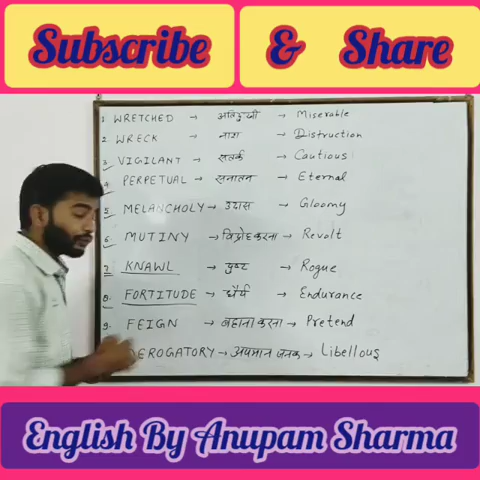 Subscribe & Share
1 WRETCHED → अतिदुःखी → Miserable
2 WRECK → नाश → Distruction
3 VIGILANT → सतर्क → Cautious
4 PERPETUAL → सनातन → Eternal
5 MELANCHOLY → उदास → Gloomy
6 MUTINY → विद्रोह करना → Revolt
7. KNAWL → दुष्ट → Rogue
8. FORTITUDE → धैर्य → Endurance
9. FEIGN → बहाना करना → Pretend
DEROGATORY → अपमान जनक → Libellous
English By Anupam Sharma